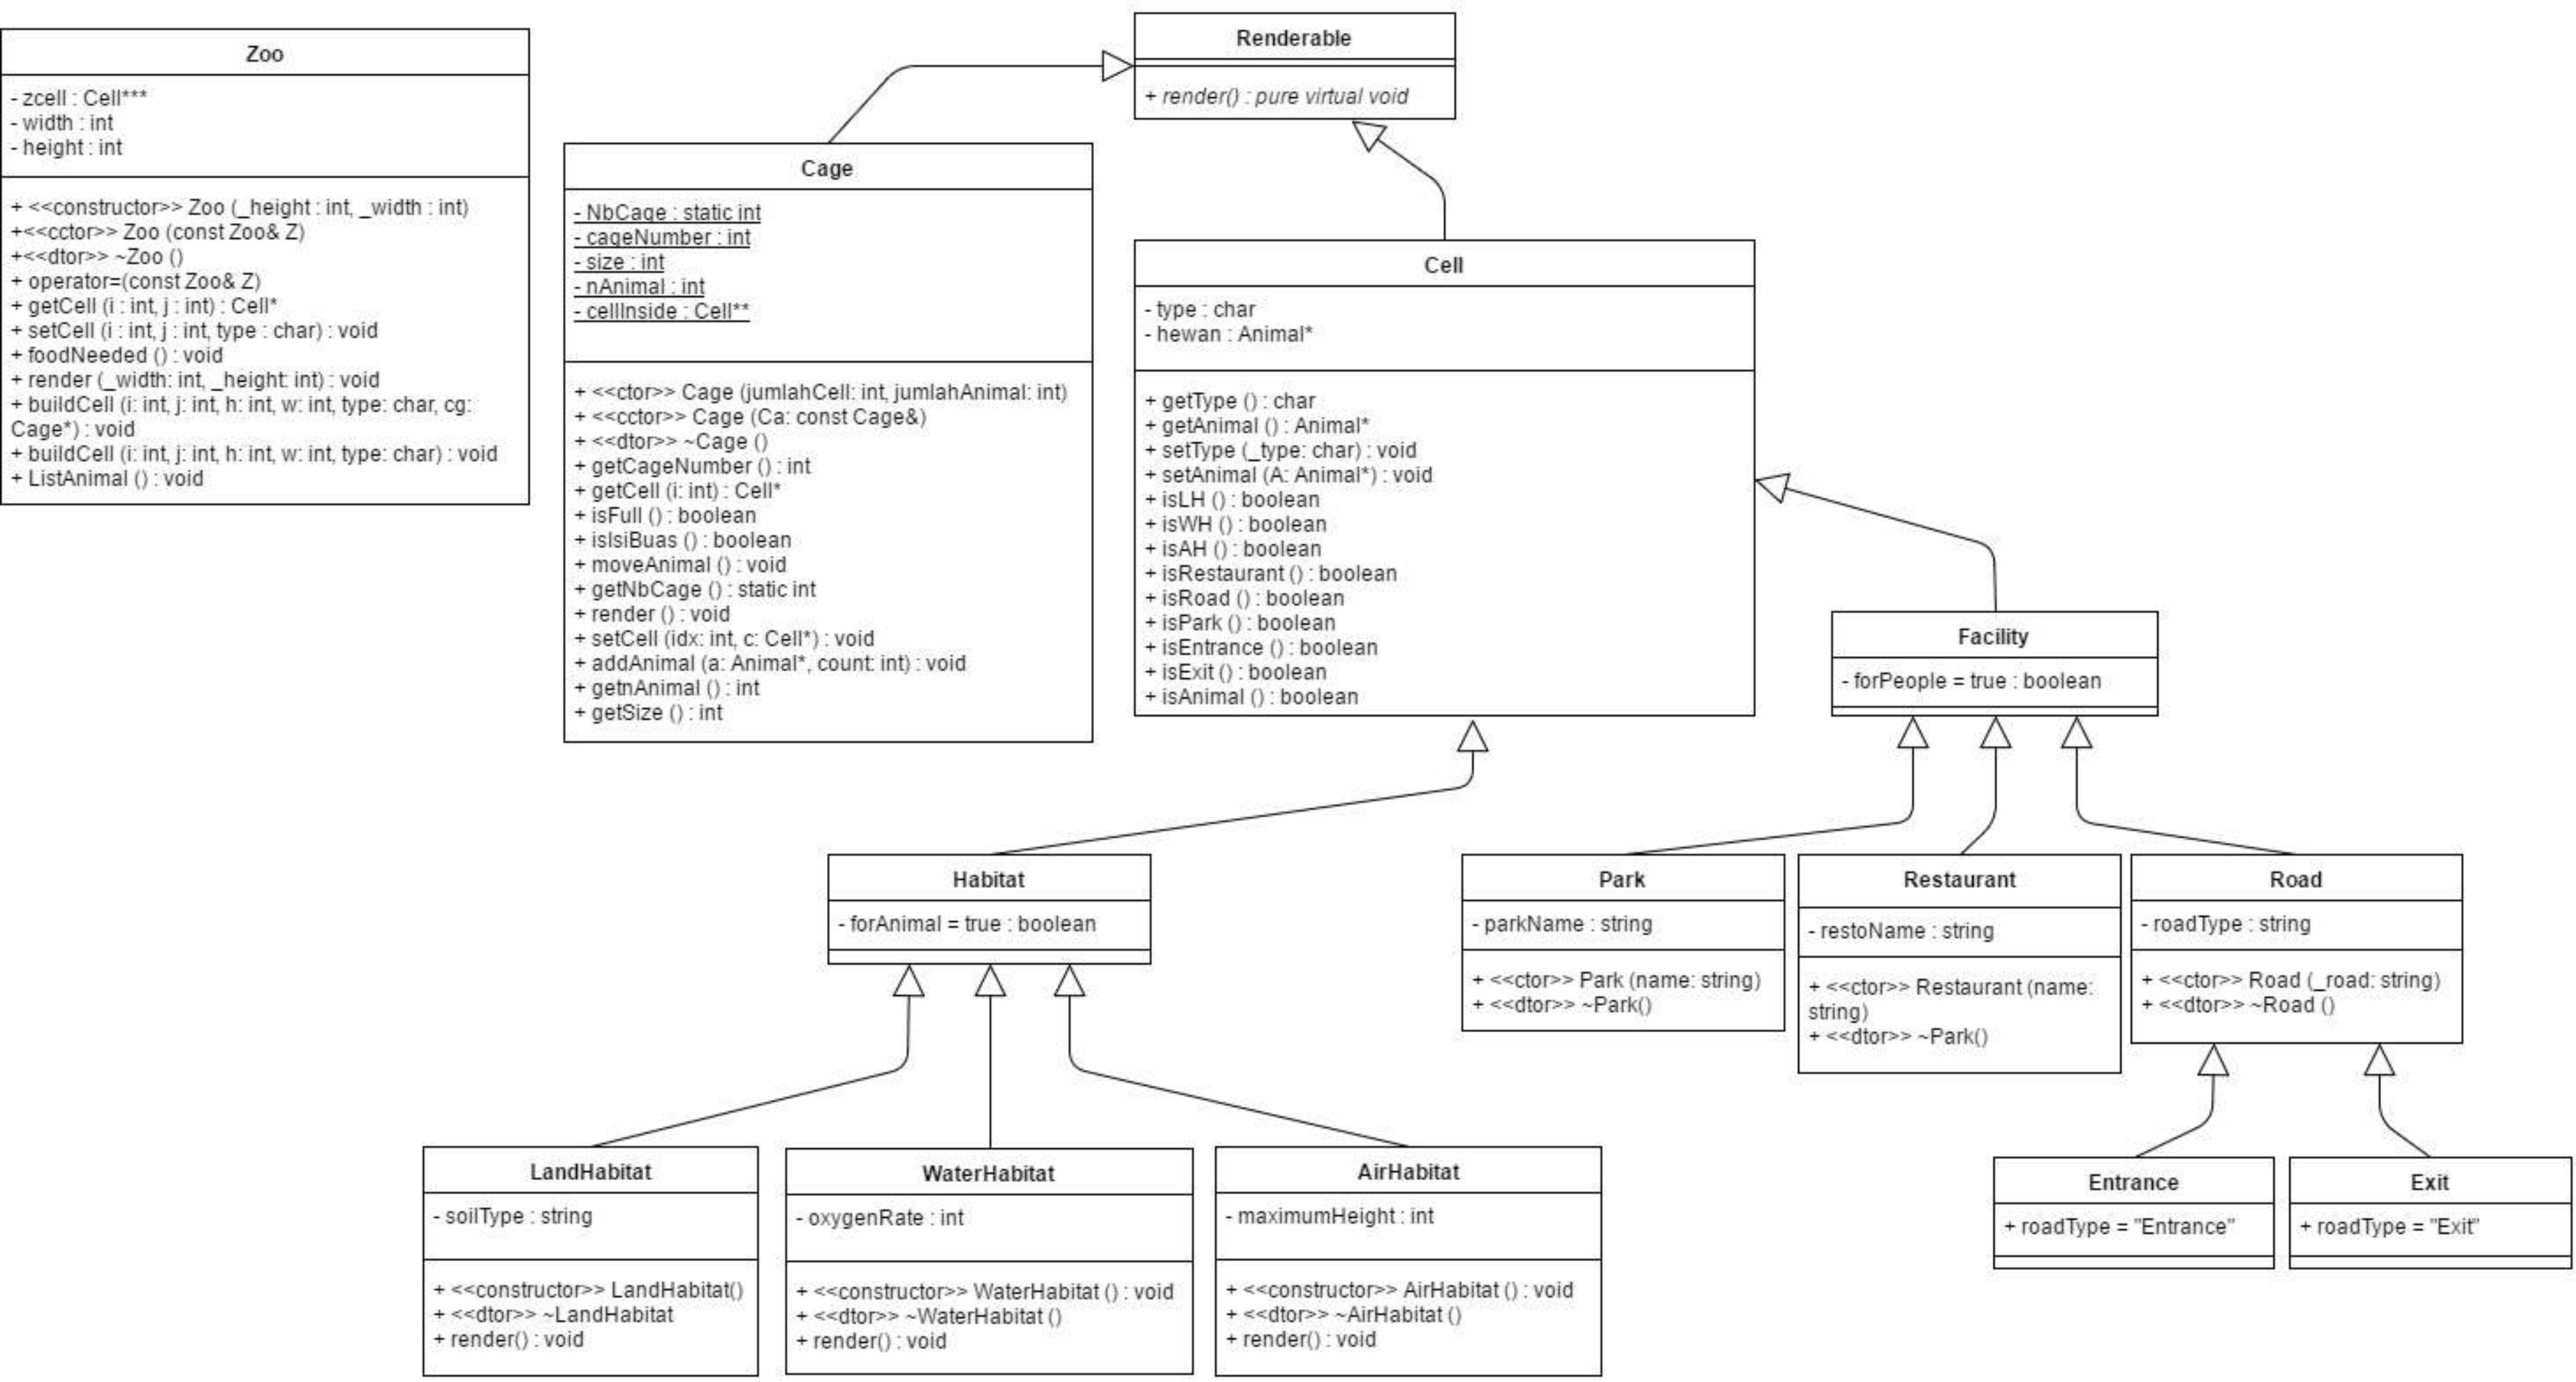 Zoo
- zcell : Cell***
- width : int
- height : int
+ <<constructor>> Zoo (_height : int, _width : int)
+<<cctor>> Zoo (const Zoo& Z)
+<<dtor>> ~Zoo ()
+ operator=(const Zoo& Z)
+ getCell (i : int, j : int) : Cell*
+ setCell (i : int, j : int, type : char) : void
+ foodNeeded () : void
+ render (_width: int, _height: int) : void
+ buildCell (i: int, j: int, h: int, w: int, type: char, cg:
Cage*) : void
+ buildCell (i: int, j: int, h: int, w: int, type: char) : void
+ ListAnimal () : void
Renderable
+ render() : pure virtual void
Cage
- NbCage : static int
- cageNumber : int
- size : int
- nAnimal : int
- cellInside : Cell**
+ <<ctor>> Cage (jumlahCell: int, jumlahAnimal: int)
+ <<cctor>> Cage (Ca: const Cage&)
+ <<dtor>> ~Cage ()
+ getCageNumber () : int
+ getCell (i: int) : Cell*
+ isFull () : boolean
+ isIsiBuas () : boolean
+ moveAnimal () : void
+ getNbCage () : static int
+ render () : void
+ setCell (idx: int, c: Cell*) : void
+ addAnimal (a: Animal*, count: int) : void
+ getnAnimal () : int
+ getSize () : int
Cell
- type : char
- hewan : Animal*
+ getType () : char
+ getAnimal () : Animal*
+ setType (_type: char) : void
+ setAnimal (A: Animal*) : void
+ isLH () : boolean
+ isWH () : boolean
+ isAH () : boolean
+ isRestaurant () : boolean
+ isRoad () : boolean
+ isPark () : boolean
+ isEntrance () : boolean
+ isExit () : boolean
+ isAnimal () : boolean
Facility
- forPeople = true : boolean
Habitat
- forAnimal = true : boolean
Park
- parkName : string
+ <<ctor>> Park (name: string)
+ <<dtor>> ~Park()
Restaurant
- restoName : string
+ <<ctor>> Restaurant (name:
string)
+ <<dtor>> ~Park()
Road
- roadType : string
+ <<ctor>> Road (_road: string)
+ <<dtor>> ~Road ()
LandHabitat
- soilType : string
+ <<constructor>> LandHabitat()
+ <<dtor>> ~LandHabitat
+ render() : void
WaterHabitat
- oxygenRate : int
+ <<constructor>> WaterHabitat () : void
+ <<dtor>> ~WaterHabitat ()
+ render() : void
AirHabitat
- maximumHeight : int
+ <<constructor>> AirHabitat () : void
+ <<dtor>> ~AirHabitat ()
+ render() : void
Entrance
+ roadType = "Entrance"
Exit
+ roadType = "Exit"